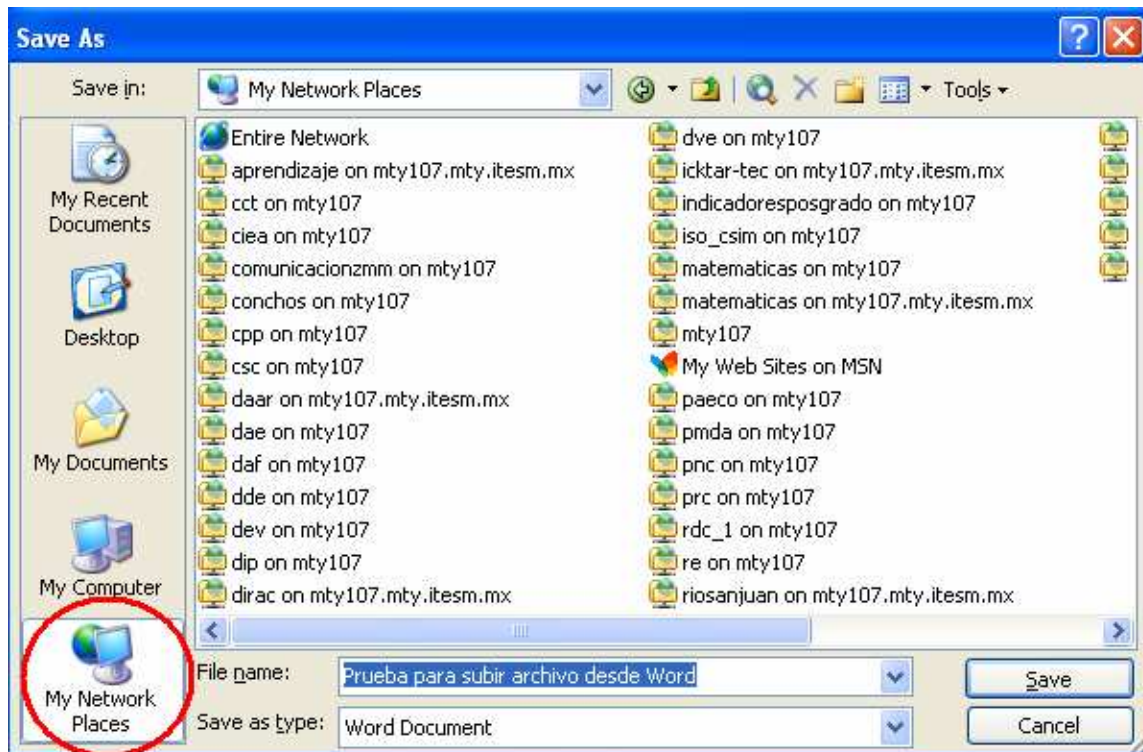 Save As
Save in:
My Network Places
Tools
My Recent
Documents
Desktop
My Documents
My Computer
My Network
Places
Entire Network
aprendizaje on mty107.mty.itesm.mx
cct on mty107
ciea on mty107
comunicacionzmm on mty107
conchos on mty107
cpp on mty107
csc on mty107
daar on mty107.mty.itesm.mx
dae on mty107
daf on mty107
dde on mty107
dev on mty107
dip on mty107
dirac on mty107.mty.itesm.mx
dve on mty107
icktar-tec on mty107.mty.itesm.mx
indicadoresposgrado on mty107
iso_csim on mty107
matematicas on mty107
matematicas on mty107.mty.itesm.mx
mty107
My Web Sites on MSN
paeco on mty107
pmda on mty107
pnc on mty107
prc on mty107
rdc_1 on mty107
re on mty107
riosanjuan on mty107.mty.itesm.mx
File name:
Prueba para subir archivo desde Word
Save
Save as type:
Word Document
Cancel